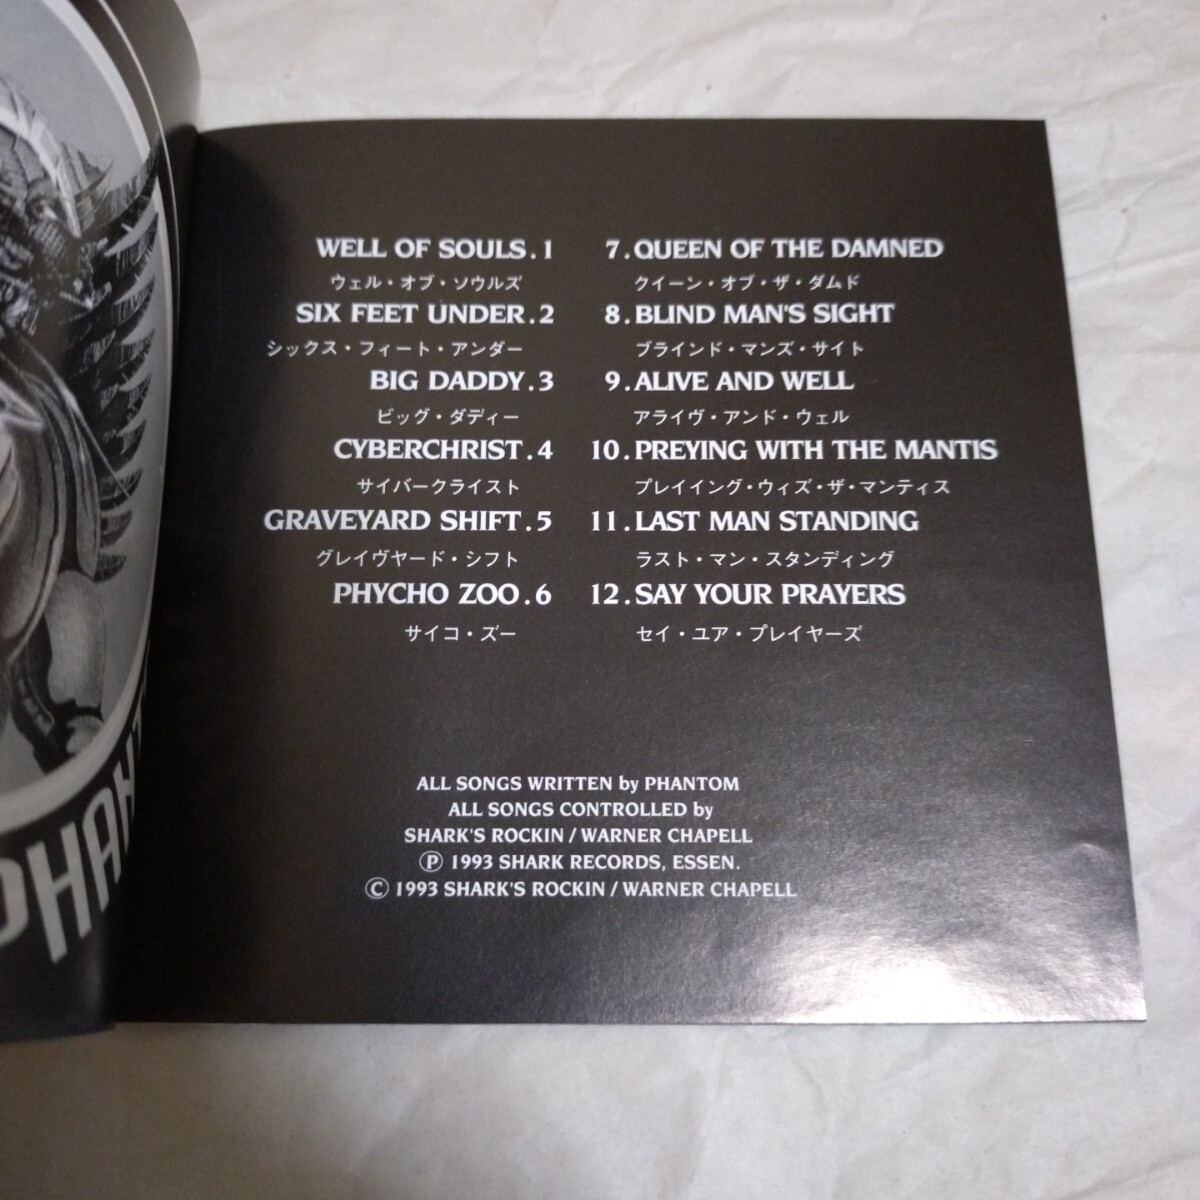 WELL OF SOULS.1
ウェル・オブ・ソウルズ
SIX FEET UNDER.2
シックス・フィート・アンダー
BIG DADDY.3
ビッグ・ダディー
CYBERCHRIST.4
サイバークライスト
GRAVEYARD SHIFT.5
グレイヴヤード・シフト
PHYCHO ZOO.6
サイコ・ズー
7.QUEEN OF THE DAMNED
クイーン・オブ・ザ・ダムド
8.BLIND MAN'S SIGHT
ブラインド・マンズ・サイト
9.ALIVE AND WELL
アライヴ・アンド・ウェル
10.PREYING WITH THE MANTIS
プレイイング・ウィズ・ザ・マンティス
11.LAST MAN STANDING
ラスト・マン・スタンディング
12.SAY YOUR PRAYERS
セイ・ユア・プレイヤーズ
ALL SONGS WRITTEN by PHANTOM
ALL SONGS CONTROLLED by
SHARK'S ROCKIN / WARNER CHAPELL
Ⓟ 1993 SHARK RECORDS, ESSEN.
© 1993 SHARK'S ROCKIN / WARNER CHAPELL